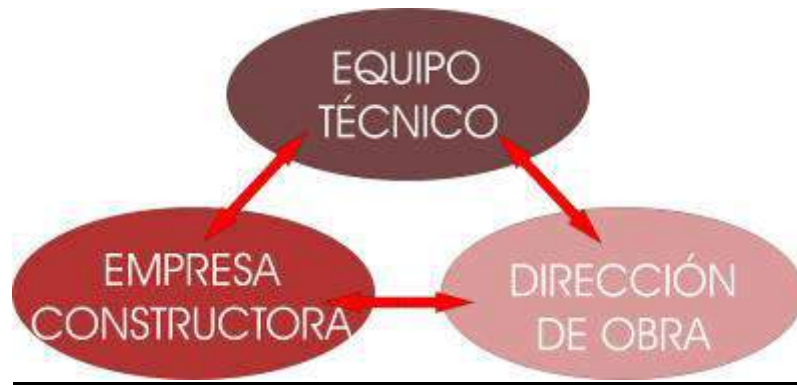 EQUIPO
TÉCNICO
EMPRESA
CONSTRUCTORA
DIRECCIÓN
DE OBRA